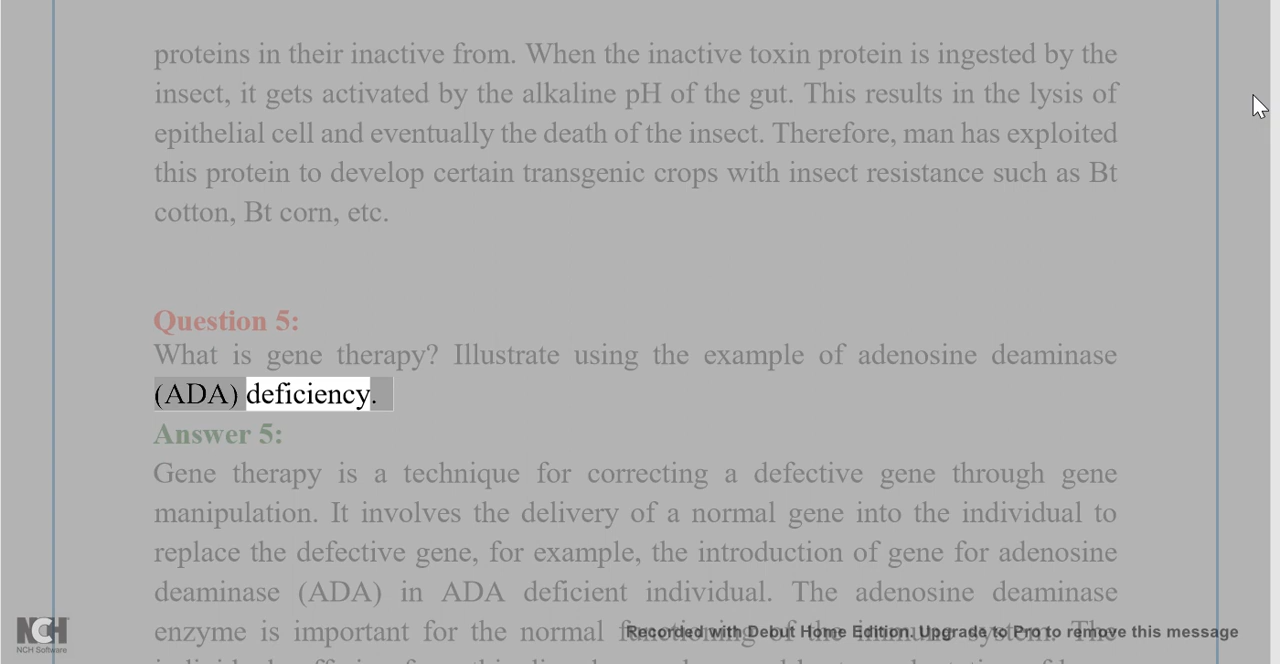 proteins in their inactive from. When the inactive toxin protein is ingested by the
insect, it gets activated by the alkaline pH of the gut. This results in the lysis of
epithelial cell and eventually the death of the insect. Therefore, man has exploited
this protein to develop certain transgenic crops with insect resistance such as Bt
cotton, Bt corn, etc.
Question 5:
What is gene therapy? Illustrate using the example of adenosine deaminase
(ADA) deficiency.
Answer 5:
Gene therapy is a technique for correcting a defective gene through gene
manipulation. It involves the delivery of a normal gene into the individual to
replace the defective gene, for example, the introduction of gene for adenosine
deaminase (ADA) in ADA deficient individual. The adenosine deaminase
enzyme is important for the normal functioning of the immune system. The
Recorded with Debut Home Edition. Upgrade to Pro to remove this message
NCH
NCH Software